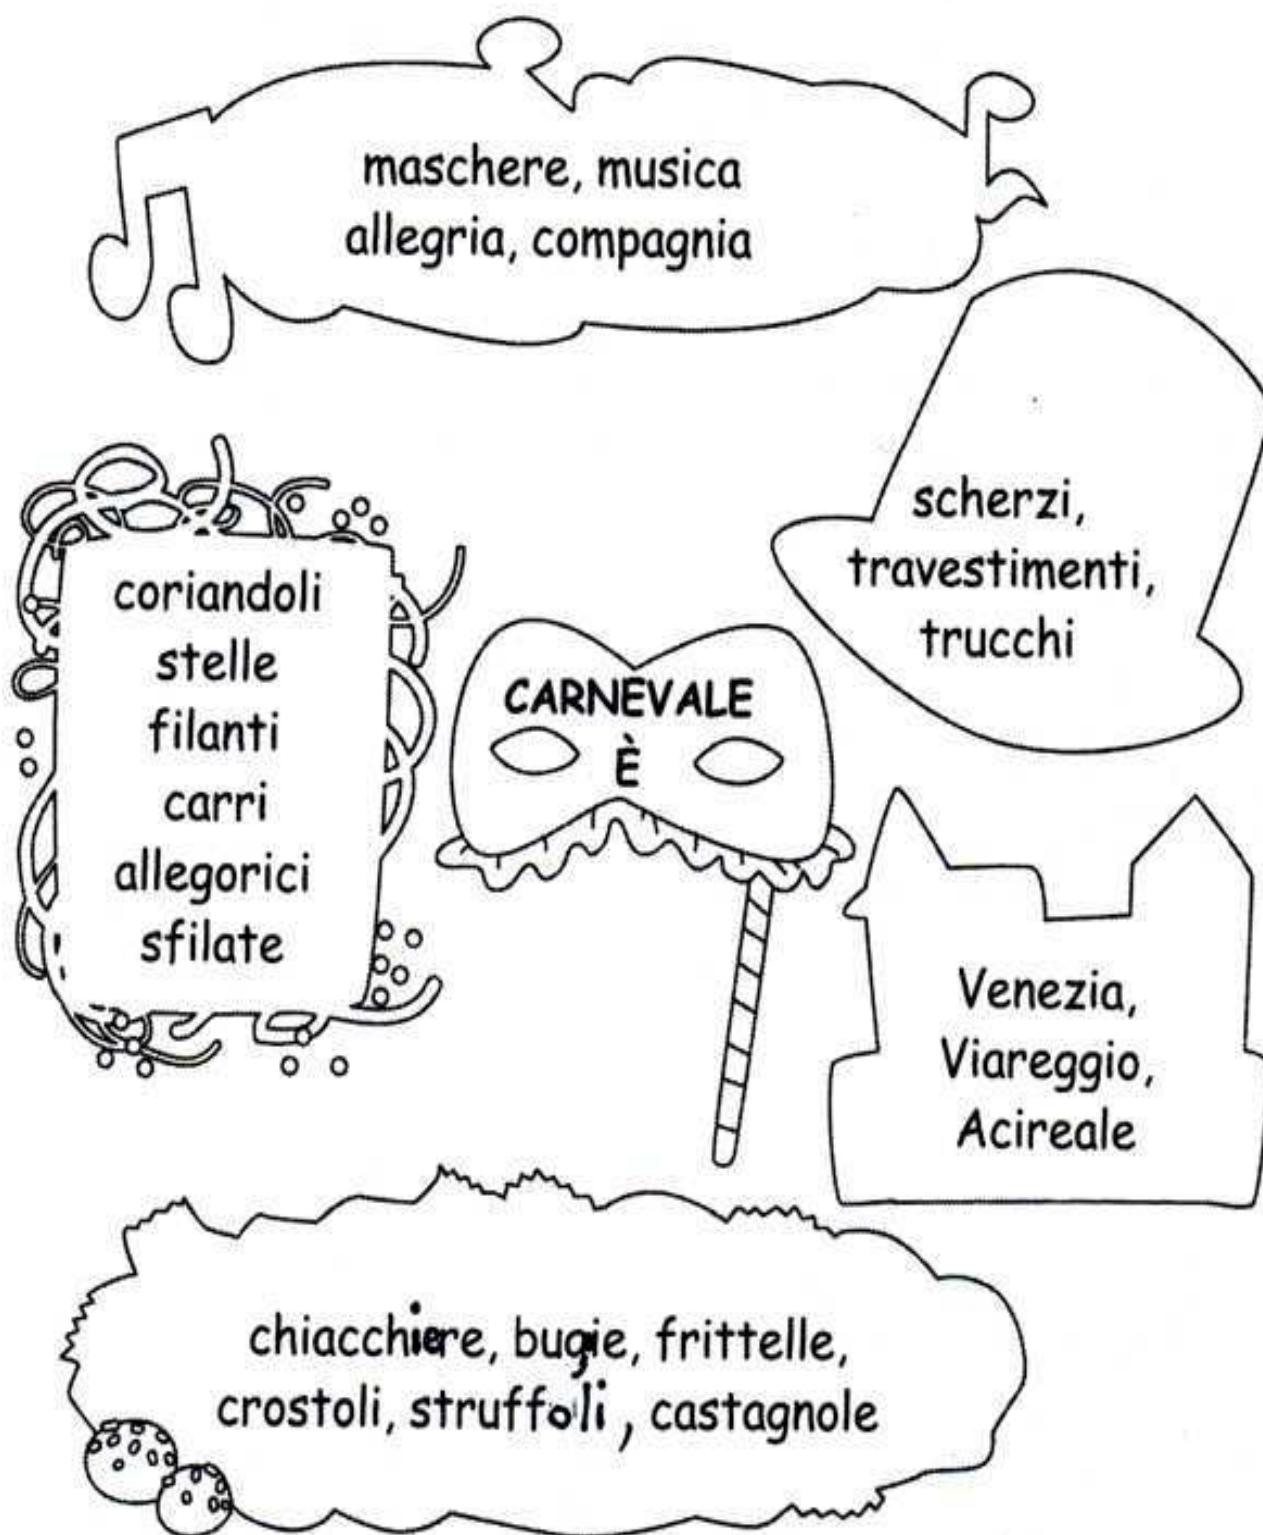 maschere, musica
allegria, compagnia
scherzi,
travestimenti,
trucchi
coriandoli
stelle
filanti
carri
allegorici
sfilate
CARNEVALE
È
Venezia,
Viareggio,
Acireale
chiacchiere, bugie, frittelle,
crostoli, struffoli, castagnole